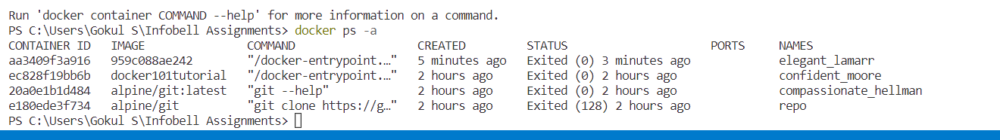 Run 'docker container COMMAND --help' for more information on a command.
PS C:\Users\Gokul S\Infobell Assignments> docker ps -a
CONTAINER ID   IMAGE               COMMAND                  CREATED         STATUS                     PORTS     NAMES
aa3409f3a916   959c088ae242        "/docker-entrypoint.…"   5 minutes ago   Exited (0) 3 minutes ago             elegant_lamarr
ec828f19bb6b   docker101tutorial   "/docker-entrypoint.…"   2 hours ago     Exited (0) 2 hours ago               confident_moore
20a0e1b1d484   alpine/git:latest   "git --help"             2 hours ago     Exited (0) 2 hours ago               compassionate_hellman
e180ede3f734   alpine/git          "git clone https://g…"   2 hours ago     Exited (128) 2 hours ago             repo
PS C:\Users\Gokul S\Infobell Assignments>